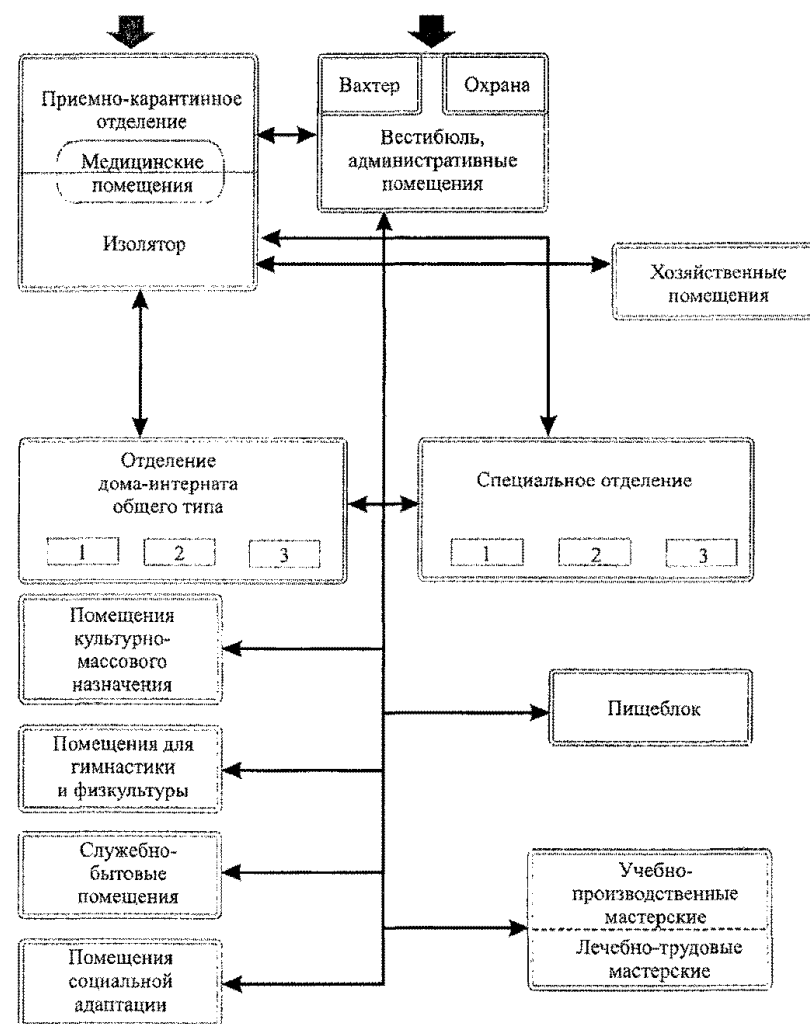 Приемно-карантинное
отделение
Медицинские
помещения
Изолятор
Вахтер
Охрана
Вестибюль,
административные
помещения
Хозяйственные
помещения
Отделение
дома-интерната
общего типа
1
2
3
Специальное отделение
1
2
3
Помещения
культурно-
массового
назначения
Помещения для
гимнастики
и физкультуры
Служебно-
бытовые
помещения
Помещения
социальной
адаптации
Пищеблок
Учебно-
производственные
мастерские
Лечебно-трудовые
мастерские